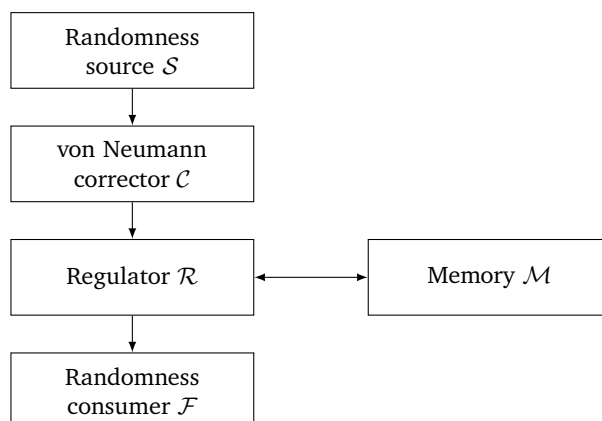 Randomness
source 𝒮
von Neumann
corrector 𝒞
Regulator ℛ
Memory ℳ
Randomness
consumer ℱ